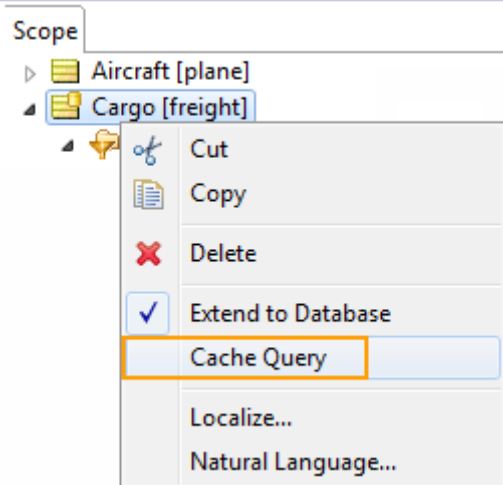 Scope
Aircraft [plane]
Cargo [freight]
Cut
Copy
Delete
Extend to Database
Cache Query
Localize...
Natural Language...